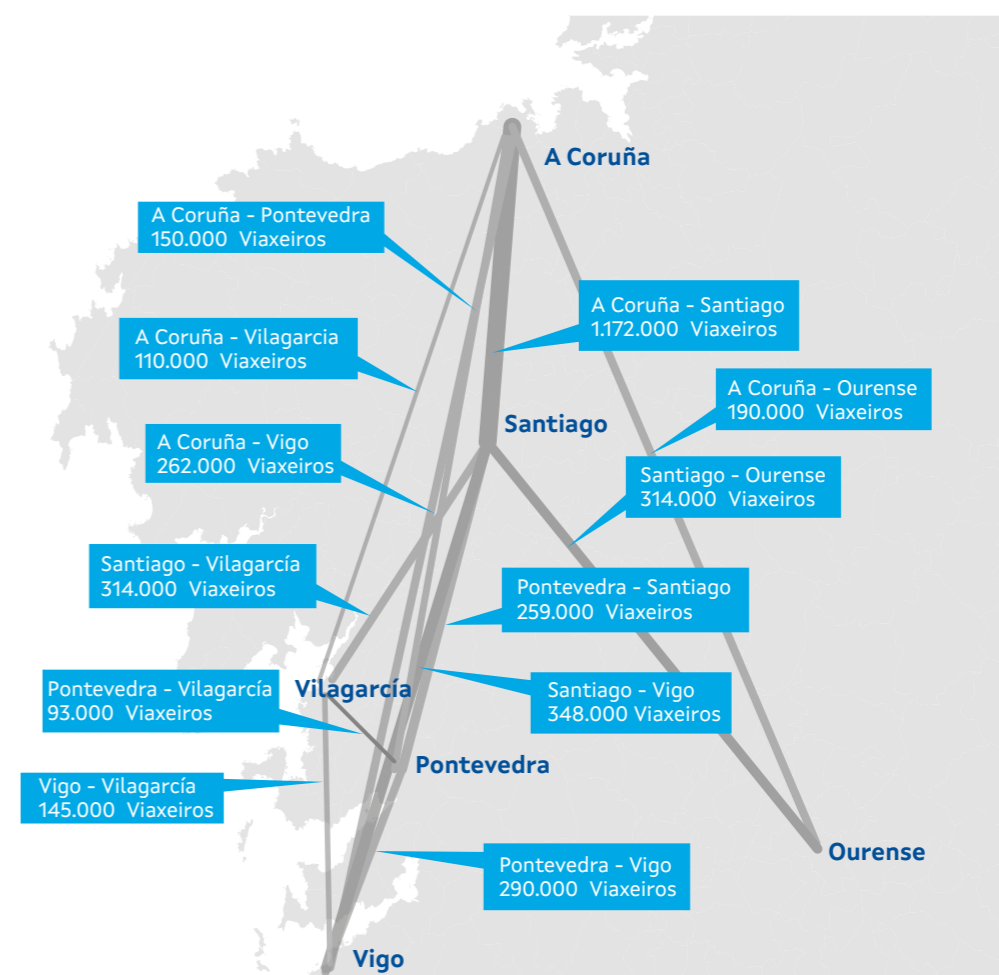 A Coruña
A Coruña - Pontevedra
150.000 Viaxeiros
A Coruña - Santiago
1.172.000 Viaxeiros
A Coruña - Vilagarcia
110.000 Viaxeiros
A Coruña - Ourense
190.000 Viaxeiros
Santiago
A Coruña - Vigo
262.000 Viaxeiros
Santiago - Ourense
314.000 Viaxeiros
Santiago - Vilagarcía
314.000 Viaxeiros
Pontevedra - Santiago
259.000 Viaxeiros
Vilagarcía
Pontevedra - Vilagarcía
93.000 Viaxeiros
Santiago - Vigo
348.000 Viaxeiros
Pontevedra
Vigo - Vilagarcía
145.000 Viaxeiros
Ourense
Pontevedra - Vigo
290.000 Viaxeiros
Vigo